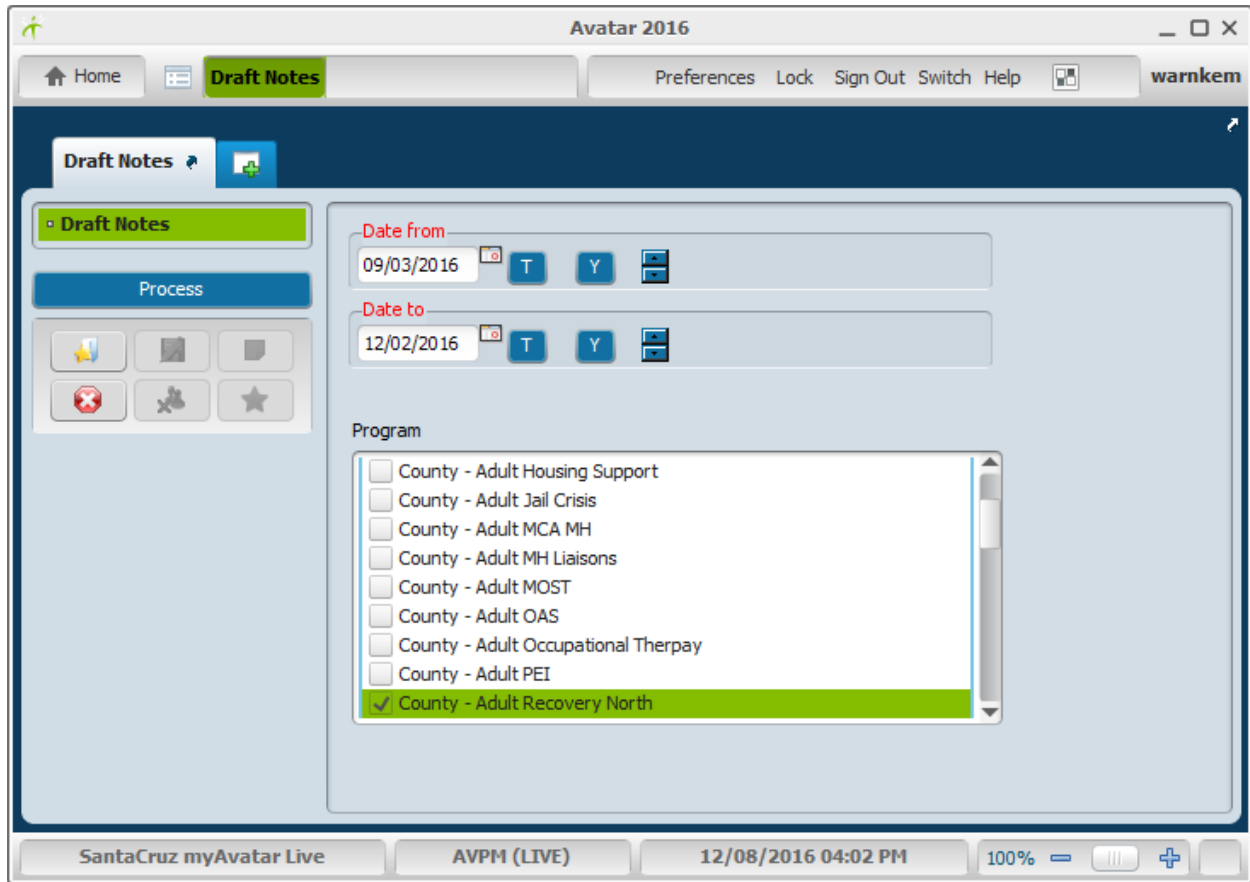 Avatar 2016
Home Draft Notes Preferences Lock Sign Out Switch Help warnkem
Draft Notes
Draft Notes
Process
Date from
09/03/2016 T Y
Date to
12/02/2016 T Y
Program
County - Adult Housing Support
County - Adult Jail Crisis
County - Adult MCA MH
County - Adult MH Liaisons
County - Adult MOST
County - Adult OAS
County - Adult Occupational Therpay
County - Adult PEI
County - Adult Recovery North
SantaCruz myAvatar Live AVPM (LIVE) 12/08/2016 04:02 PM 100%